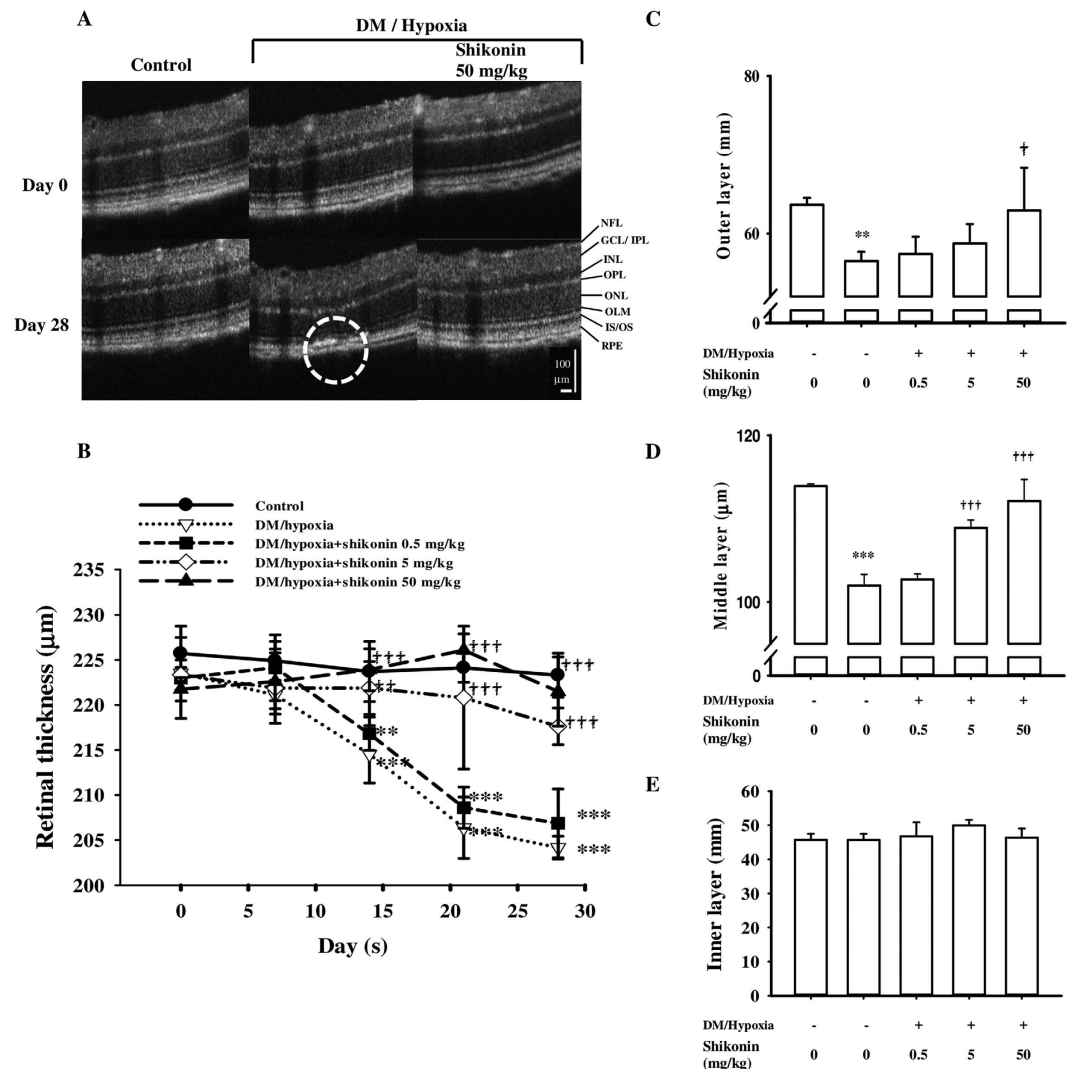 A
DM / Hypoxia
Control
Shikonin
50 mg/kg
Day 0
Day 28
NFL
GCL/ IPL
INL
OPL
ONL
OLM
IS/OS
RPE
100
µm
B
Control
DM/hypoxia
DM/hypoxia+shikonin 0.5 mg/kg
DM/hypoxia+shikonin 5 mg/kg
DM/hypoxia+shikonin 50 mg/kg
Retinal thickness (µm)
235
230
225
220
215
210
205
200
†††
††
**
***
†††
†††
***
***
†††
†††
***
***
0 5 10 15 20 25 30
Day (s)
C
Outer layer (mm)
80
60
0
**
†
DM/Hypoxia - - + + +
Shikonin
(mg/kg) 0 0 0.5 5 50
D
Middle layer (µm)
120
100
0
***
†††
†††
DM/Hypoxia - - + + +
Shikonin
(mg/kg) 0 0 0.5 5 50
E
Inner layer (mm)
60
50
40
30
20
10
0
DM/Hypoxia - - + + +
Shikonin
(mg/kg) 0 0 0.5 5 50